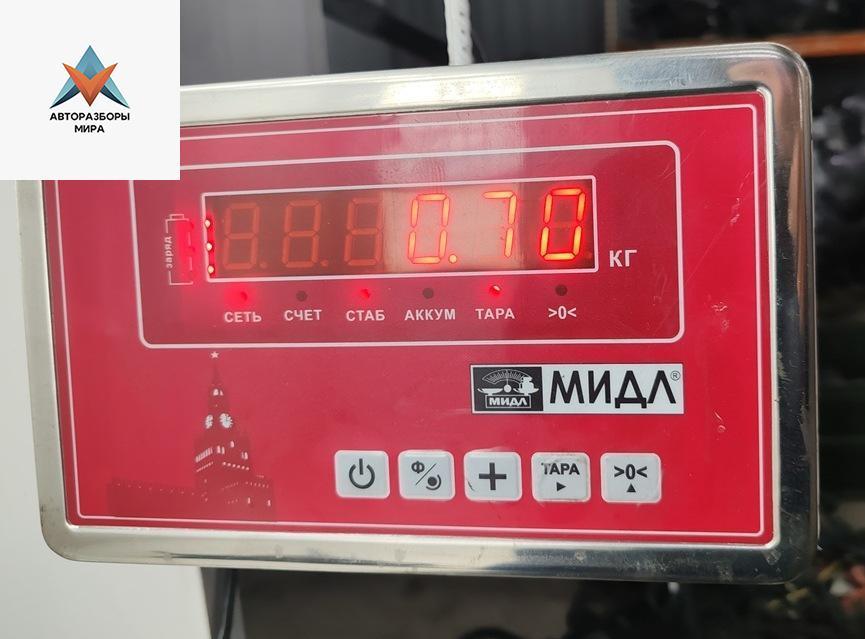 АВТОРАЗБОРЫ
МИРА
заряд
0.70
КГ
СЕТЬ СЧЕТ СТАБ АККУМ ТАРА >0<
МИДЛ МИДЛ®
Ф ТАРА >0<